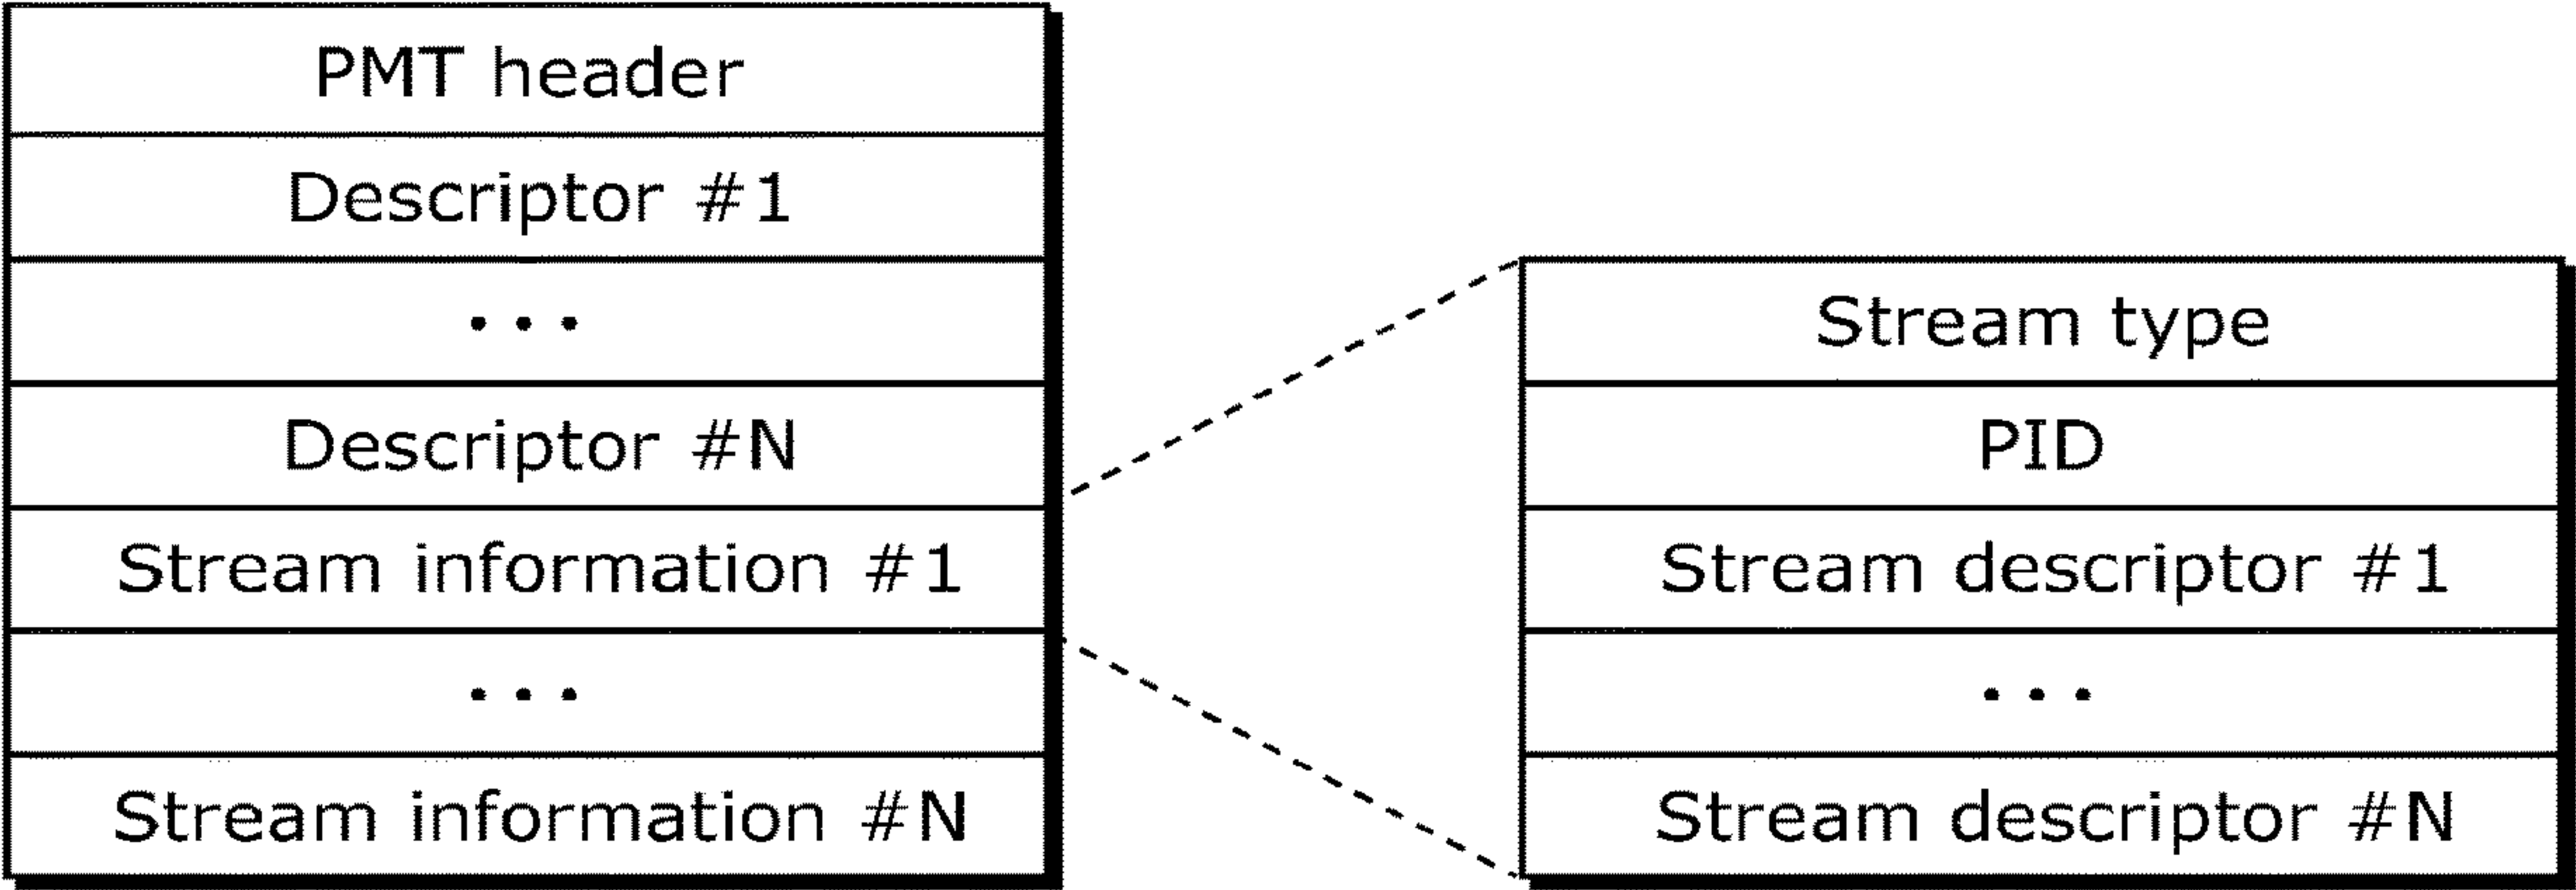 PMT header
Descriptor #1
...
Descriptor #N
Stream information #1
...
Stream information #N
Stream type
PID
Stream descriptor #1
...
Stream descriptor #N